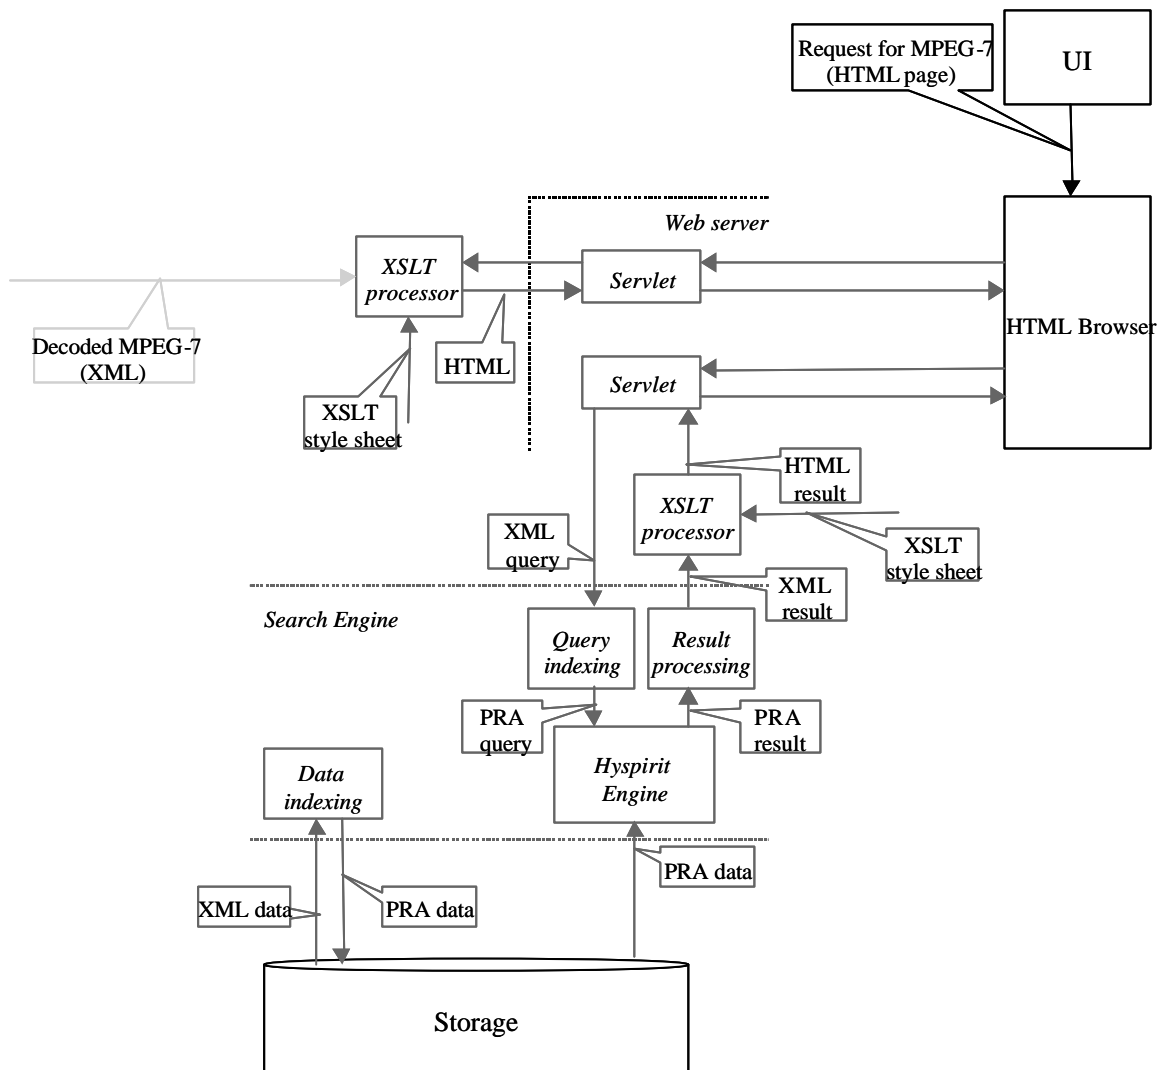 Request for MPEG-7
(HTML page)
UI
Web server
XSLT
processor
Servlet
HTML Browser
Decoded MPEG-7
(XML)
HTML
Servlet
XSLT
style sheet
HTML
result
XSLT
processor
XML
query
XSLT
style sheet
XML
result
Search Engine
Query
indexing
Result
processing
PRA
query
PRA
result
Data
indexing
Hyspirit
Engine
PRA data
XML data
PRA data
Storage